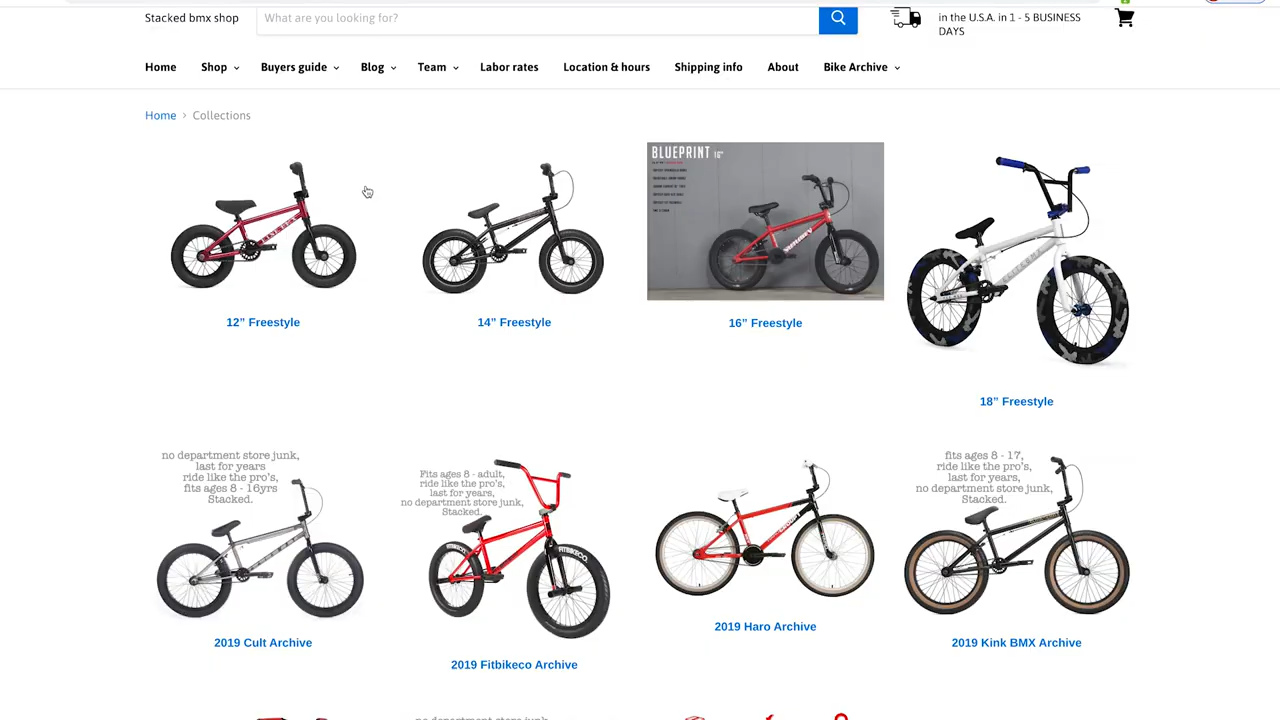 Stacked bmx shop
What are you looking for?
in the U.S.A. in 1 - 5 BUSINESS
DAYS
Home
Shop
Buyers guide
Blog
Team
Labor rates
Location & hours
Shipping info
About
Bike Archive
Home > Collections
BLUEPRINT 16"
12” Freestyle
14” Freestyle
16” Freestyle
18” Freestyle
no department store junk,
last for years
ride like the pro's,
fits ages 8 - 16yrs
Stacked.
Fits ages 8 - adult,
ride like the pro's,
last for years,
no department store junk,
Stacked.
fits ages 8 - 17,
ride like the pro's,
last for years,
no department store junk,
Stacked.
FITBIKECO
2019 Cult Archive
2019 Fitbikeco Archive
2019 Haro Archive
2019 Kink BMX Archive
no department store junk